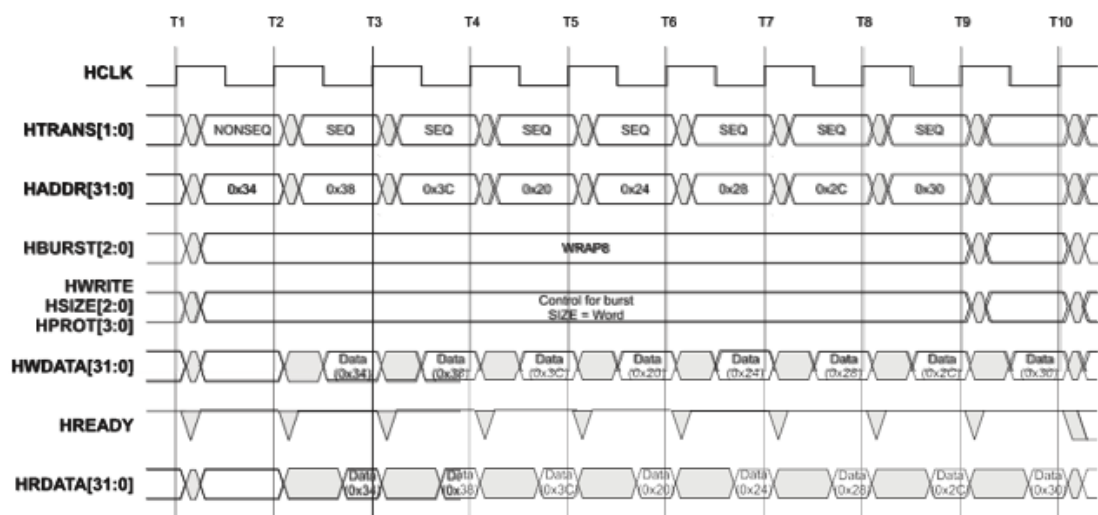 T1 T2 T3 T4 T5 T6 T7 T8 T9 T10
HCLK
HTRANS[1:0] NONSEQ SEQ SEQ SEQ SEQ SEQ SEQ SEQ
HADDR[31:0] 0x34 0x38 0x3C 0x20 0x24 0x28 0x2C 0x30
HBURST[2:0] WRAP8
HWRITE
HSIZE[2:0]
HPROT[3:0]
Control for burst
SIZE = Word
HWDATA[31:0] Data Data Data Data Data Data Data Data
(0x34) (0x38) (0x3C) (0x20) (0x24) (0x28) (0x2C) (0x30)
HREADY
HRDATA[31:0] Data Data Data Data Data Data Data Data
(0x34) (0x38) (0x3C) (0x20) (0x24) (0x28) (0x2C) (0x30)